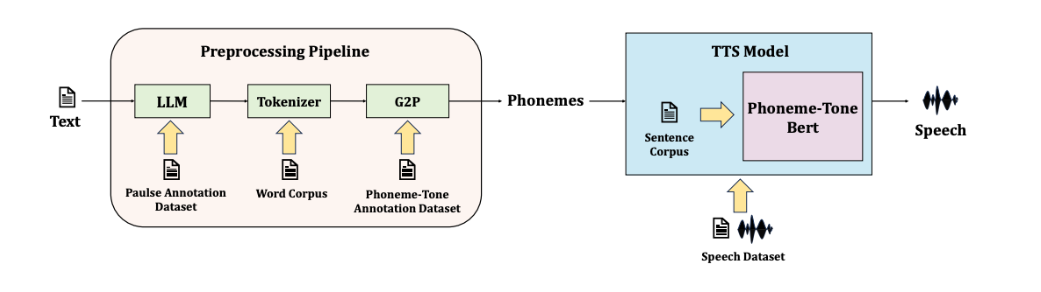 Preprocessing Pipeline
TTS Model
Text
LLM
Tokenizer
G2P
Phonemes
Paulse Annotation
Dataset
Word Corpus
Phoneme-Tone
Annotation Dataset
Sentence
Corpus
Phoneme-Tone
Bert
Speech
Speech Dataset